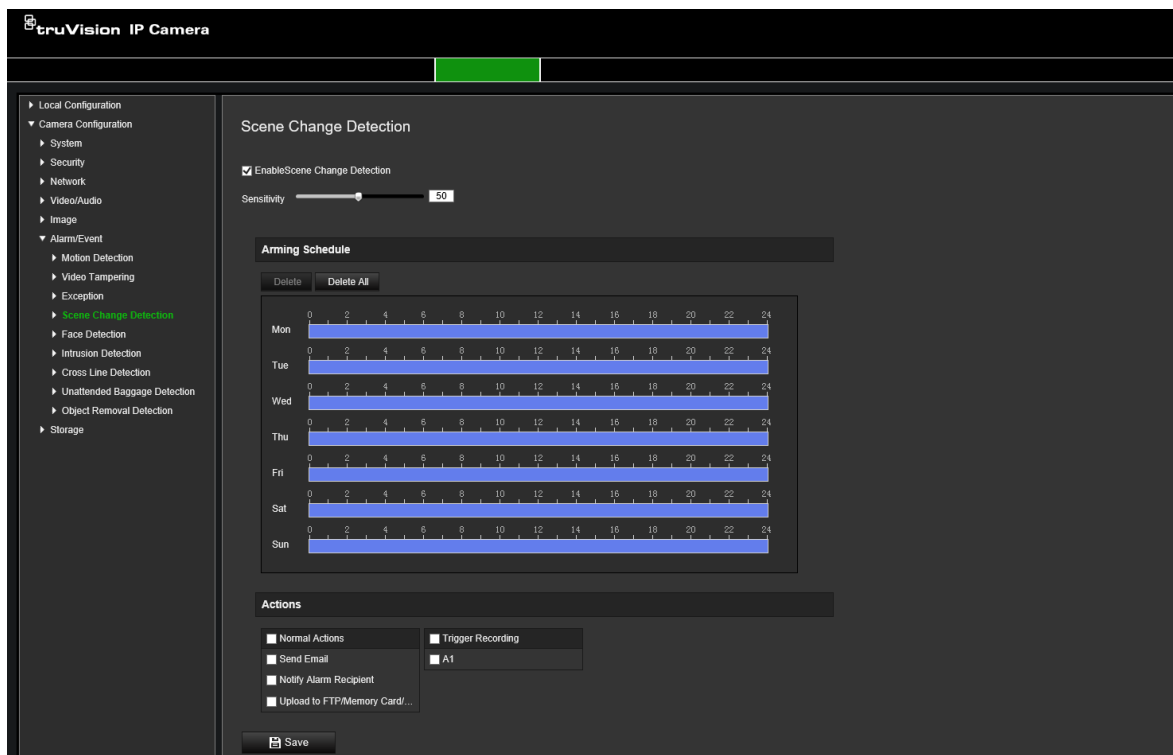 truVision IP Camera
Local Configuration
Camera Configuration
System
Security
Network
Video/Audio
Image
Alarm/Event
Motion Detection
Video Tampering
Exception
Scene Change Detection
Face Detection
Intrusion Detection
Cross Line Detection
Unattended Baggage Detection
Object Removal Detection
Storage
Scene Change Detection
EnableScene Change Detection
Sensitivity 50
Arming Schedule
Delete Delete All
0 2 4 6 8 10 12 14 16 18 20 22 24
Mon
0 2 4 6 8 10 12 14 16 18 20 22 24
Tue
0 2 4 6 8 10 12 14 16 18 20 22 24
Wed
0 2 4 6 8 10 12 14 16 18 20 22 24
Thu
0 2 4 6 8 10 12 14 16 18 20 22 24
Fri
0 2 4 6 8 10 12 14 16 18 20 22 24
Sat
0 2 4 6 8 10 12 14 16 18 20 22 24
Sun
Actions
Normal Actions Trigger Recording
Send Email A1
Notify Alarm Recipient
Upload to FTP/Memory Card/...
Save